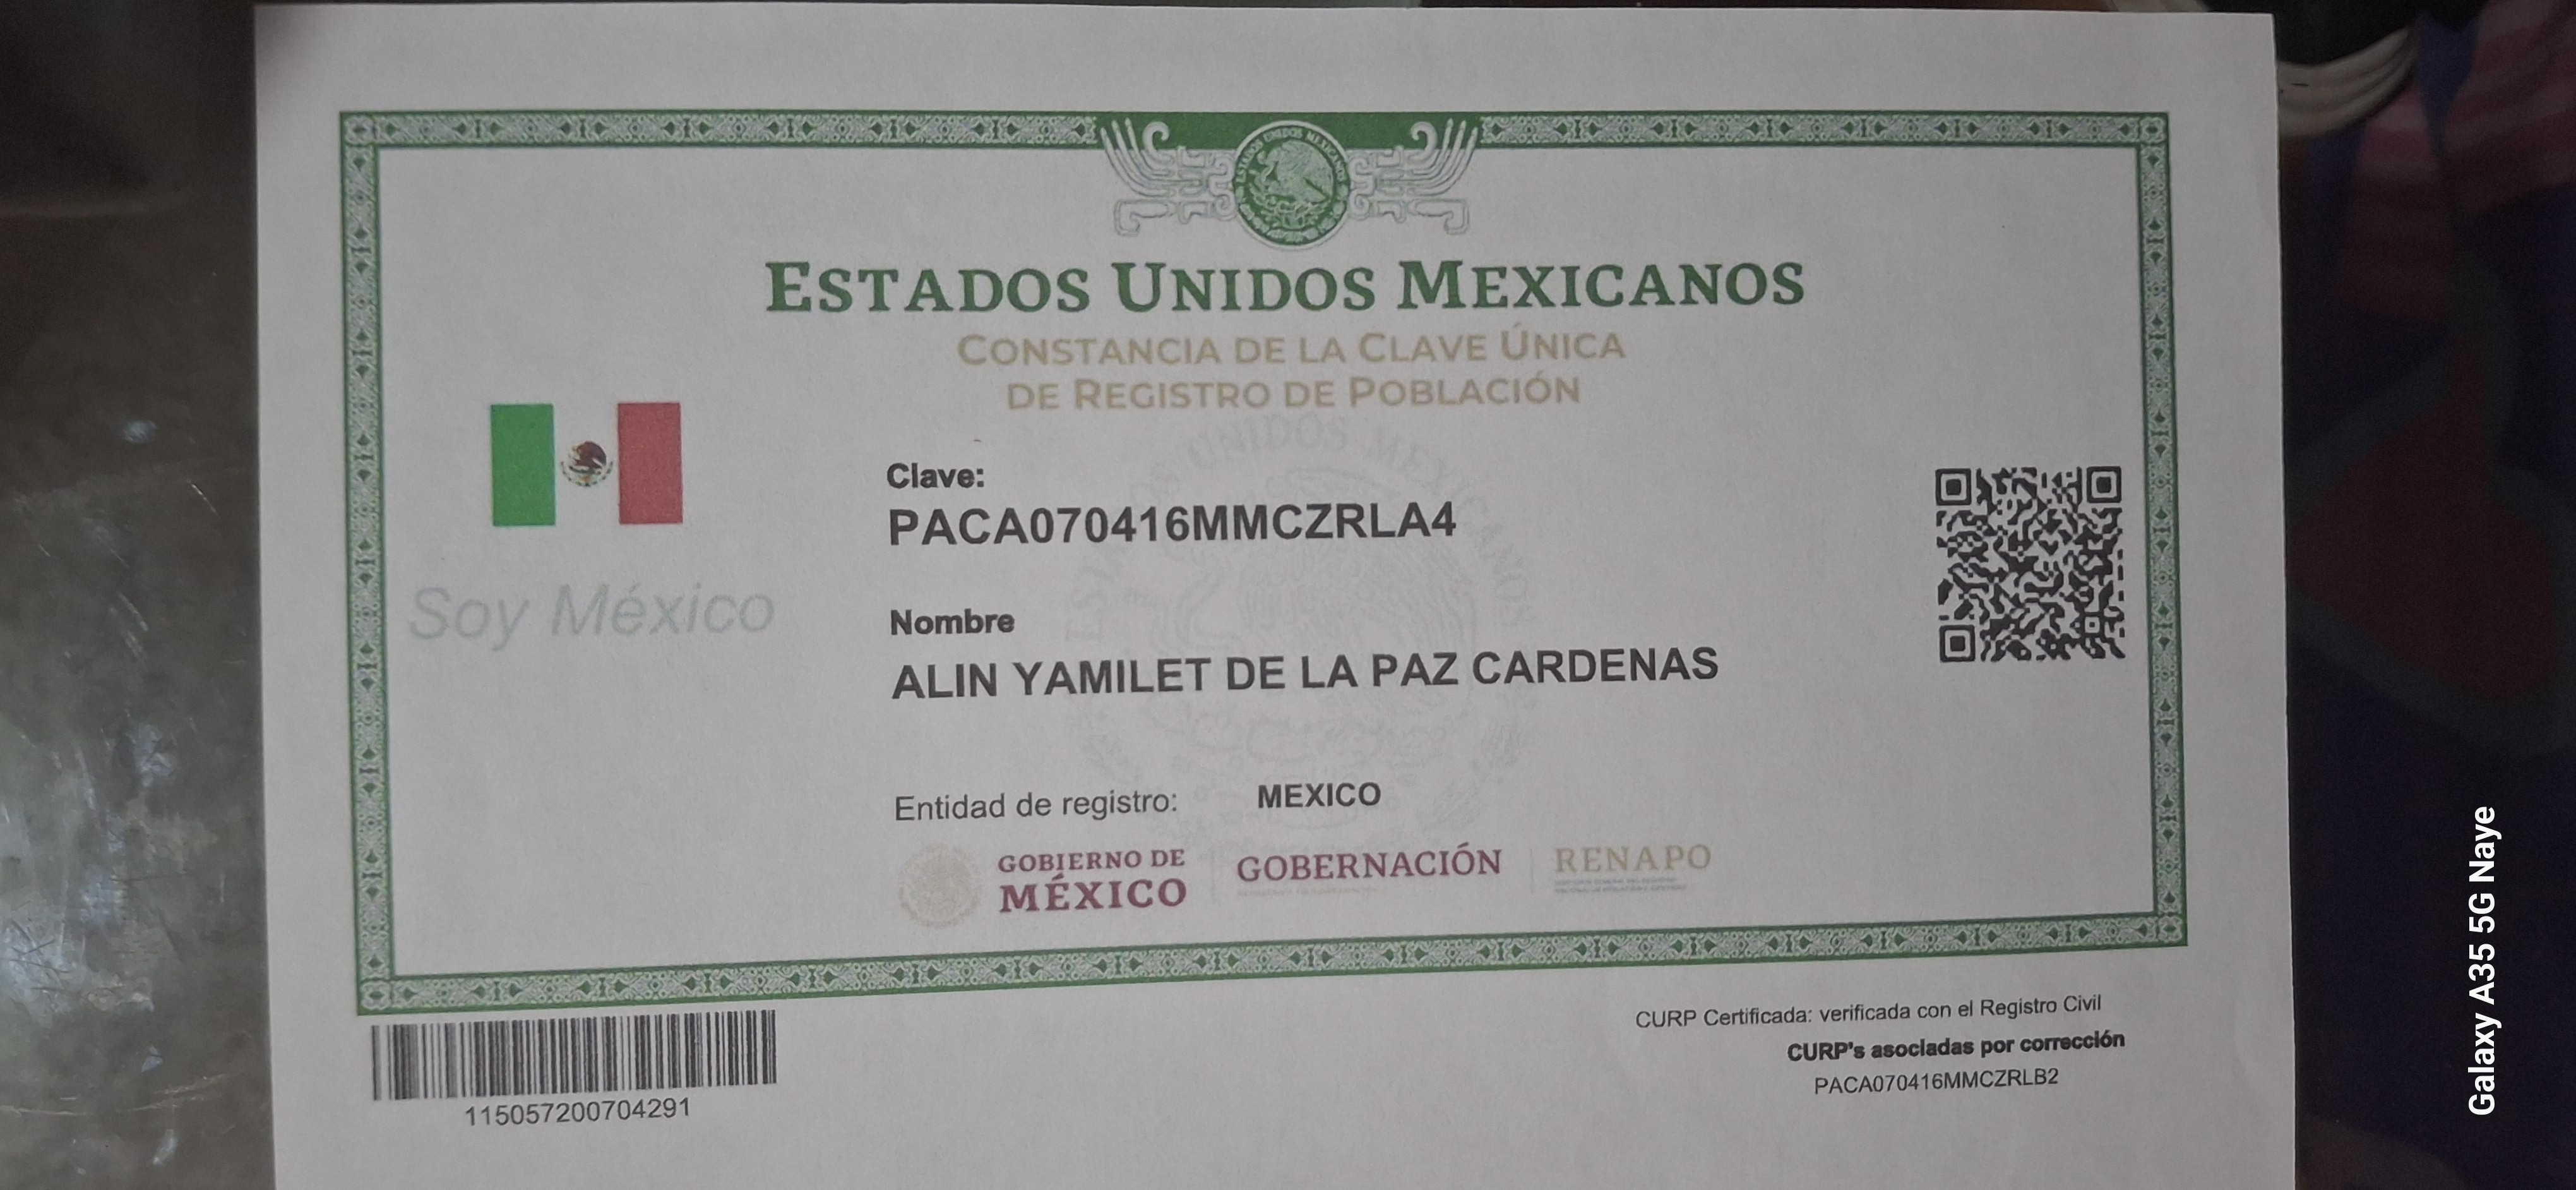 ESTADOS UNIDOS MEXICANOS
CONSTANCIA DE LA CLAVE ÚNICA
DE REGISTRO DE POBLACIÓN
Soy México
Clave:
PACA070416MMCZRLA4
Nombre
ALIN YAMILET DE LA PAZ CARDENAS
Entidad de registro: MEXICO
GOBIERNO DE
MÉXICO
GOBERNACIÓN
RENAPO
115057200704291
CURP Certificada: verificada con el Registro Civil
CURP's asociadas por corrección
PACA070416MMCZRLB2
Galaxy A35 5G Naye